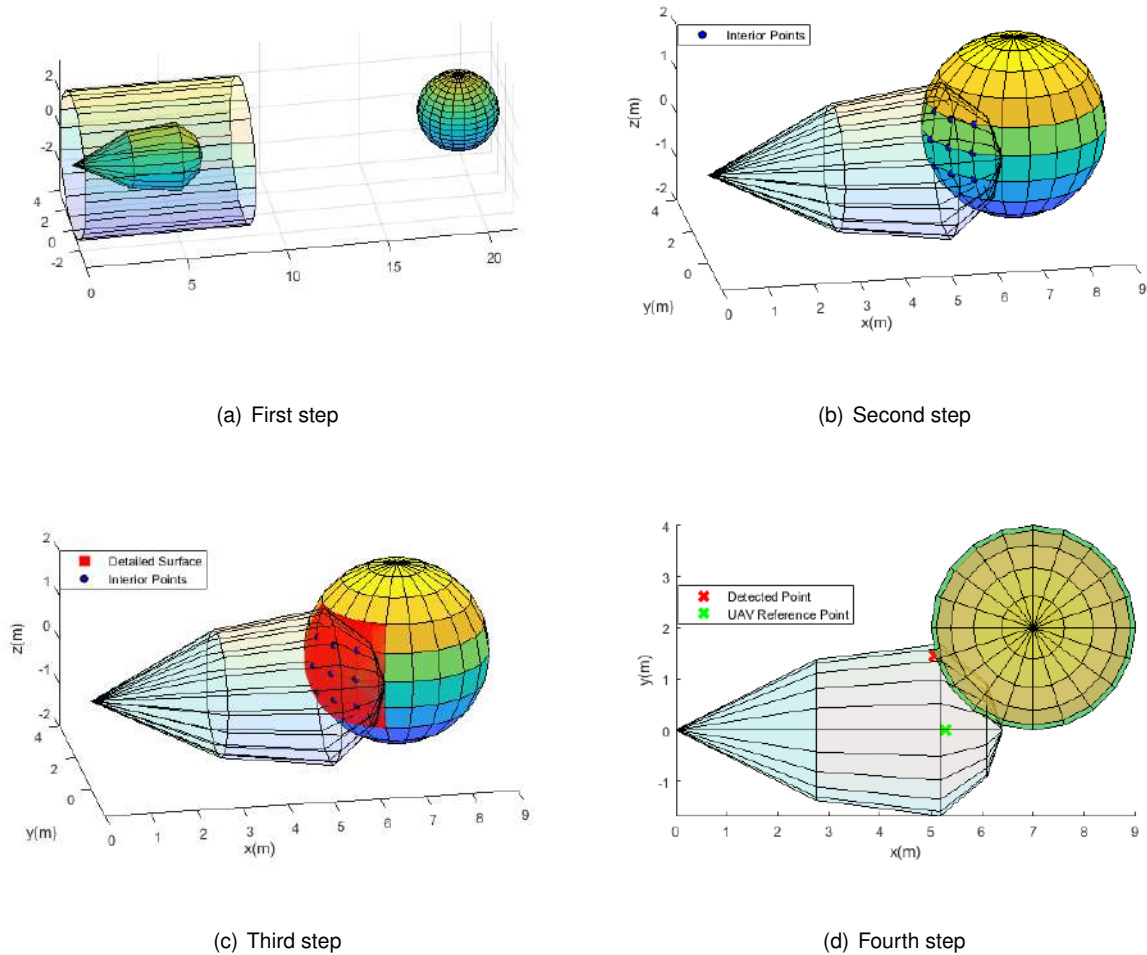 2
0
-2
4
2
0
-2
0
5
10
15
20
(a) First step
2
1
0
-1
-2
4
2
0
z(m)
y(m)
Interior Points
0 1 2 3 4 5 6 7 8 9
x(m)
(b) Second step
2
1
0
-1
-2
4
2
0
z(m)
y(m)
Detailed Surface
Interior Points
0 1 2 3 4 5 6 7 8 9
x(m)
(c) Third step
4
3
2
1
0
-1
y(m)
Detected Point
UAV Reference Point
0 1 2 3 4 5 6 7 8 9
x(m)
(d) Fourth step